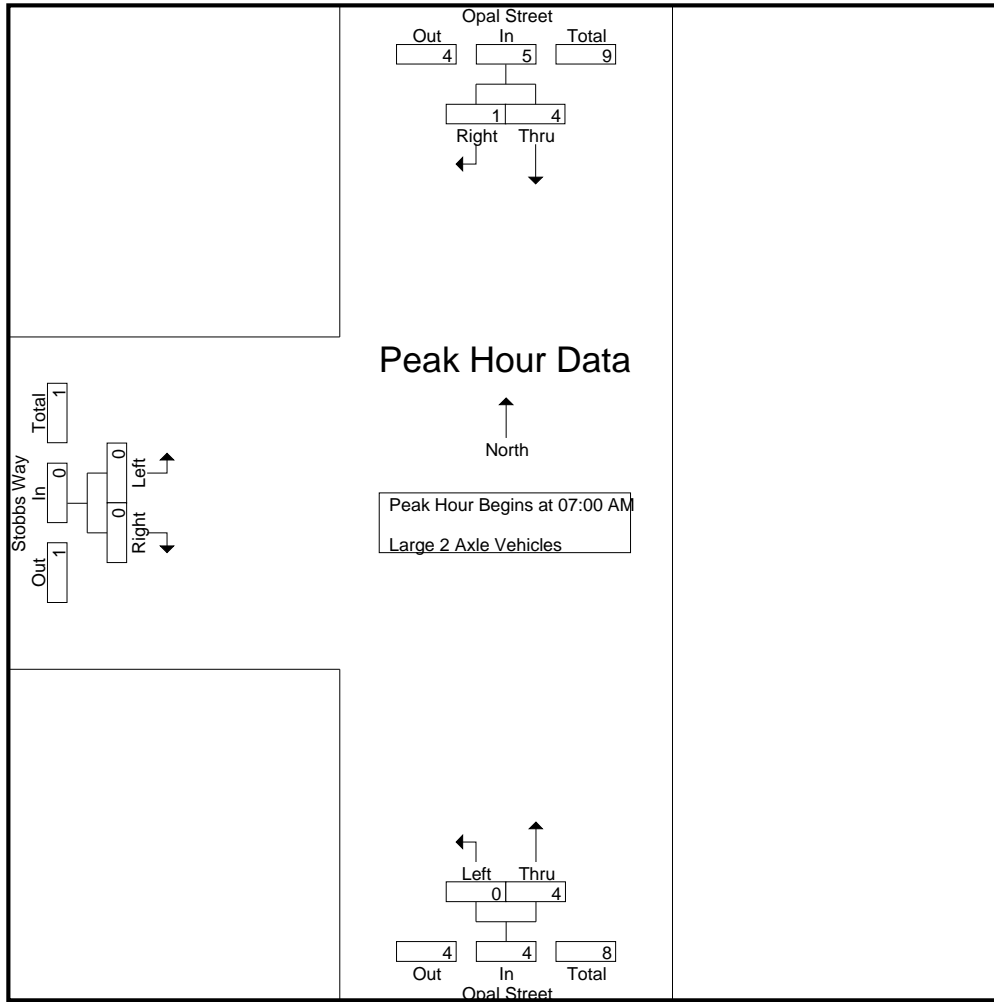 Opal Street
Out In Total
4 5 9
1 4
Right Thru
Peak Hour Data
North
Peak Hour Begins at 07:00 AM
Large 2 Axle Vehicles
Stobbs Way
Total In Out
1 0 1
0 0
Left Right
Left Thru
0 4
4 4 8
Out In Total
Opal Street